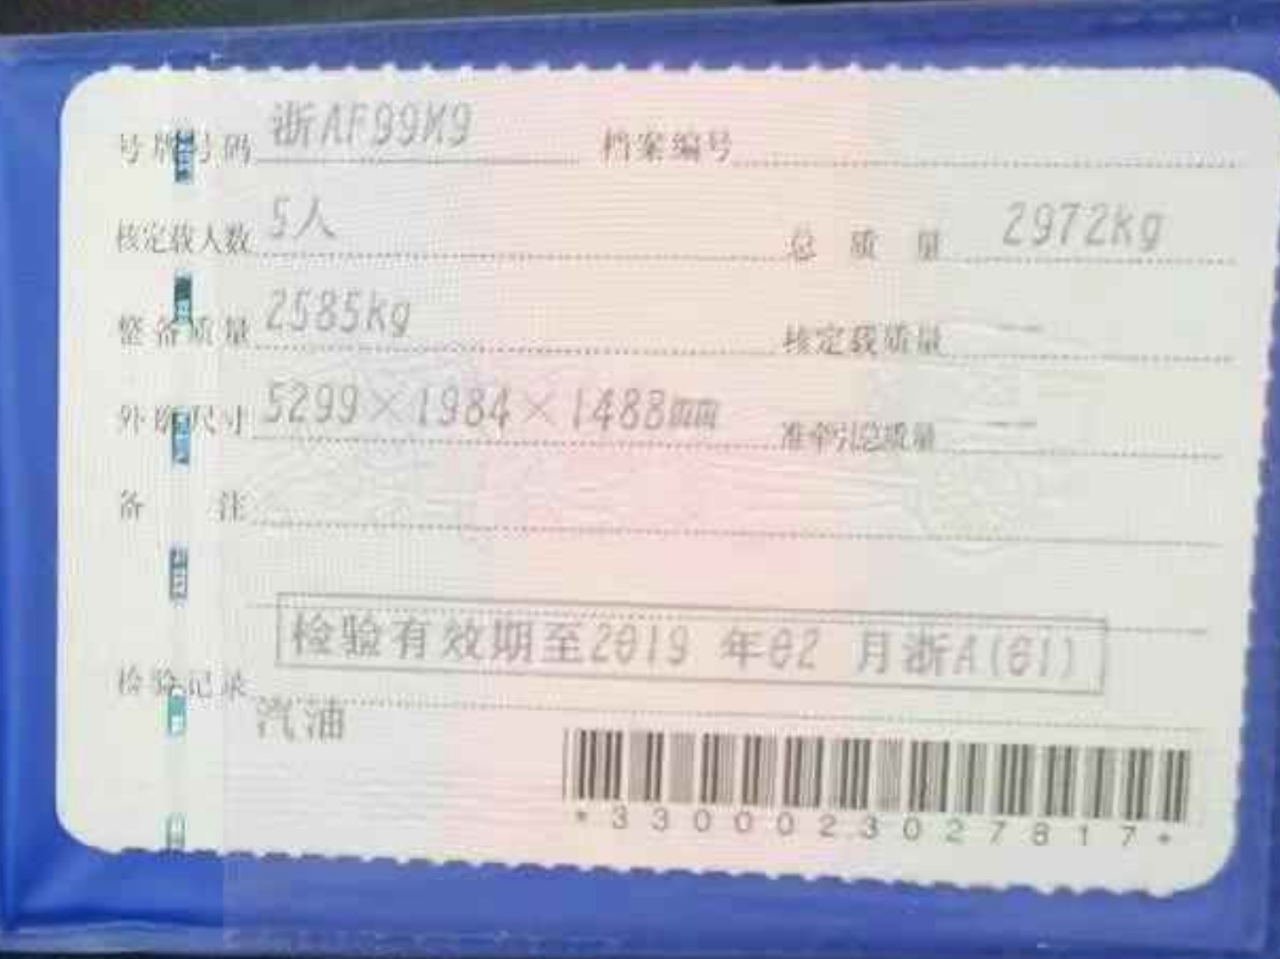 号牌号码 浙AF99M9 档案编号
核定载人数 5人 总质量 2972kg
整备质量 2585kg 核定载质量 --
外廓尺寸 5299×1984×1488mm 准牵引总质量 --
备注
检验有效期至2019年02月浙A(01)
检验记录
汽油
*3300023027817*